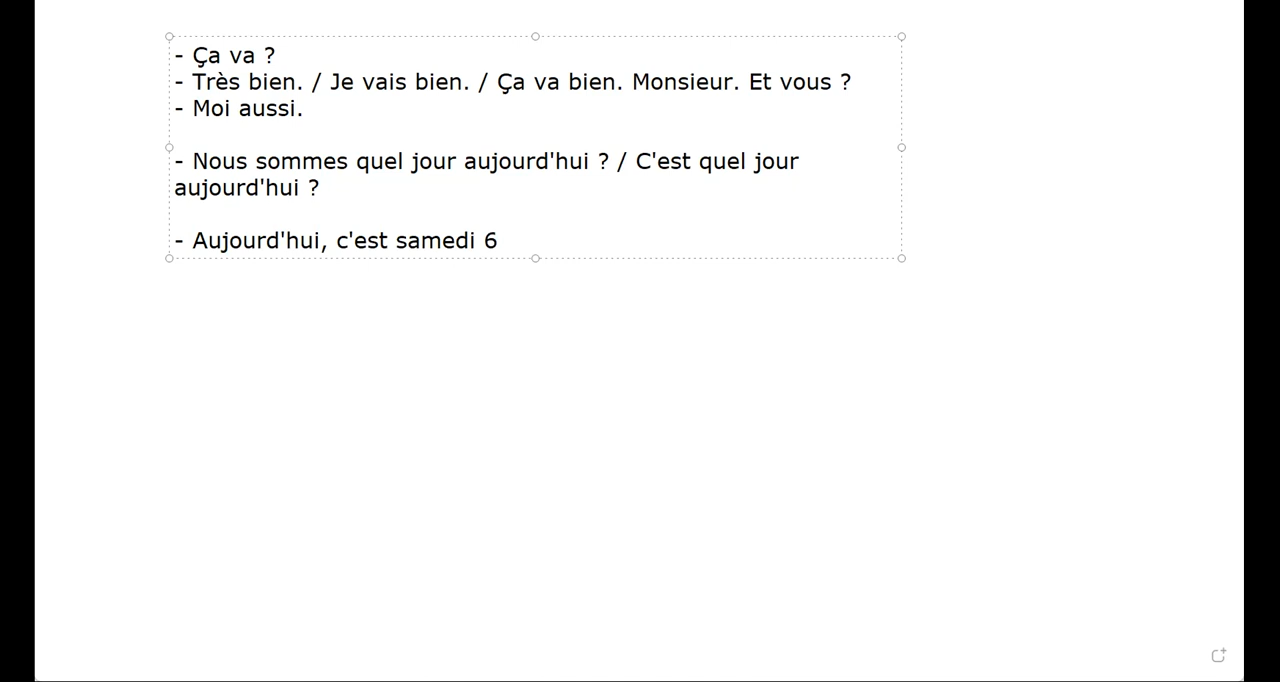 - Ça va ?
- Très bien. / Je vais bien. / Ça va bien. Monsieur. Et vous ?
- Moi aussi.
- Nous sommes quel jour aujourd'hui ? / C'est quel jour
aujourd'hui ?
- Aujourd'hui, c'est samedi 6